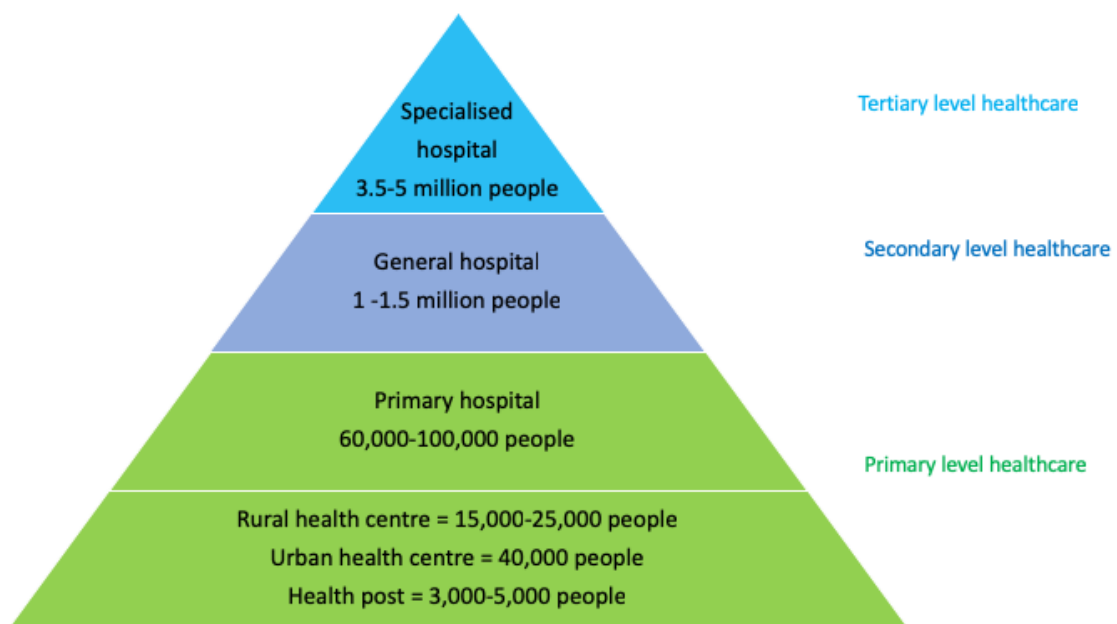 Specialised
hospital
3.5-5 million people
Tertiary level healthcare
General hospital
1 -1.5 million people
Secondary level healthcare
Primary hospital
60,000-100,000 people
Primary level healthcare
Rural health centre = 15,000-25,000 people
Urban health centre = 40,000 people
Health post = 3,000-5,000 people